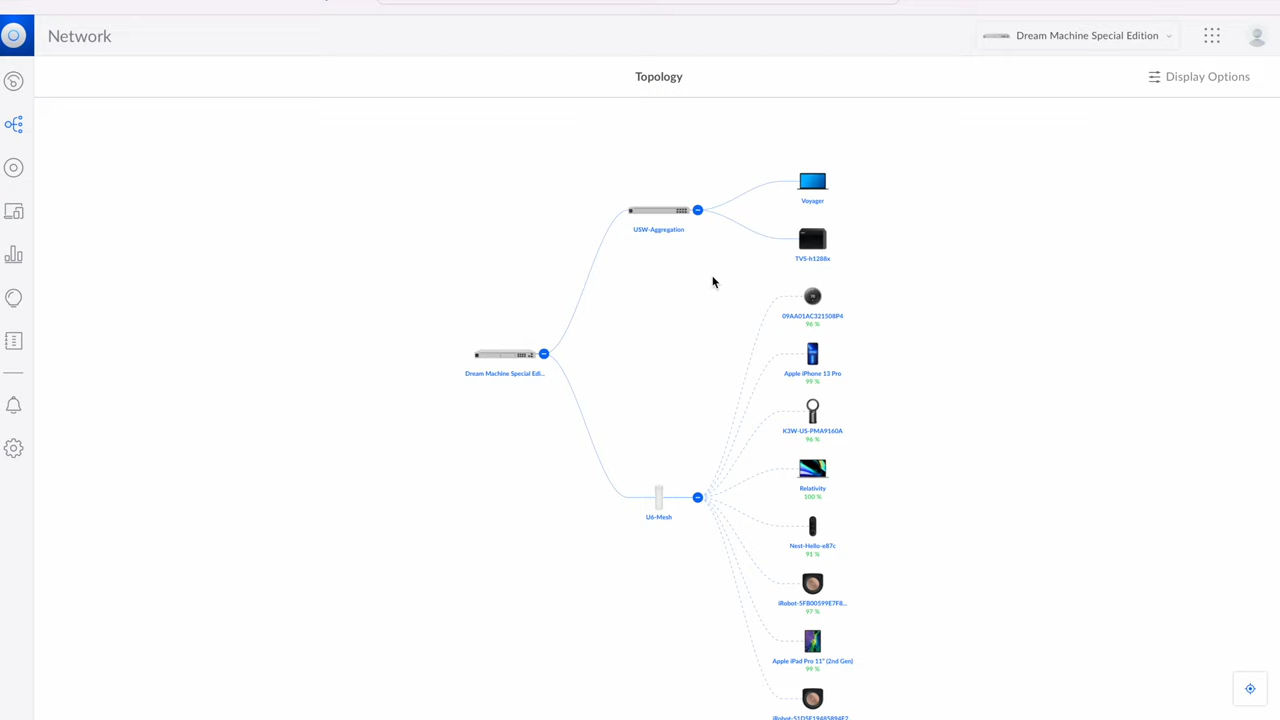 Network
Dream Machine Special Edition
Topology
Display Options
Voyager
USW-Aggregation
TVS-h1288x
09AA01AC321508P4
96 %
Dream Machine Special Edi...
Apple iPhone 13 Pro
99 %
K3W-US-PMA9160A
96 %
Relativity
100 %
U6-Mesh
Nest-Hello-e87c
91 %
iRobot-5FB00599E7F8...
97 %
Apple iPad Pro 11" (2nd Gen)
99 %